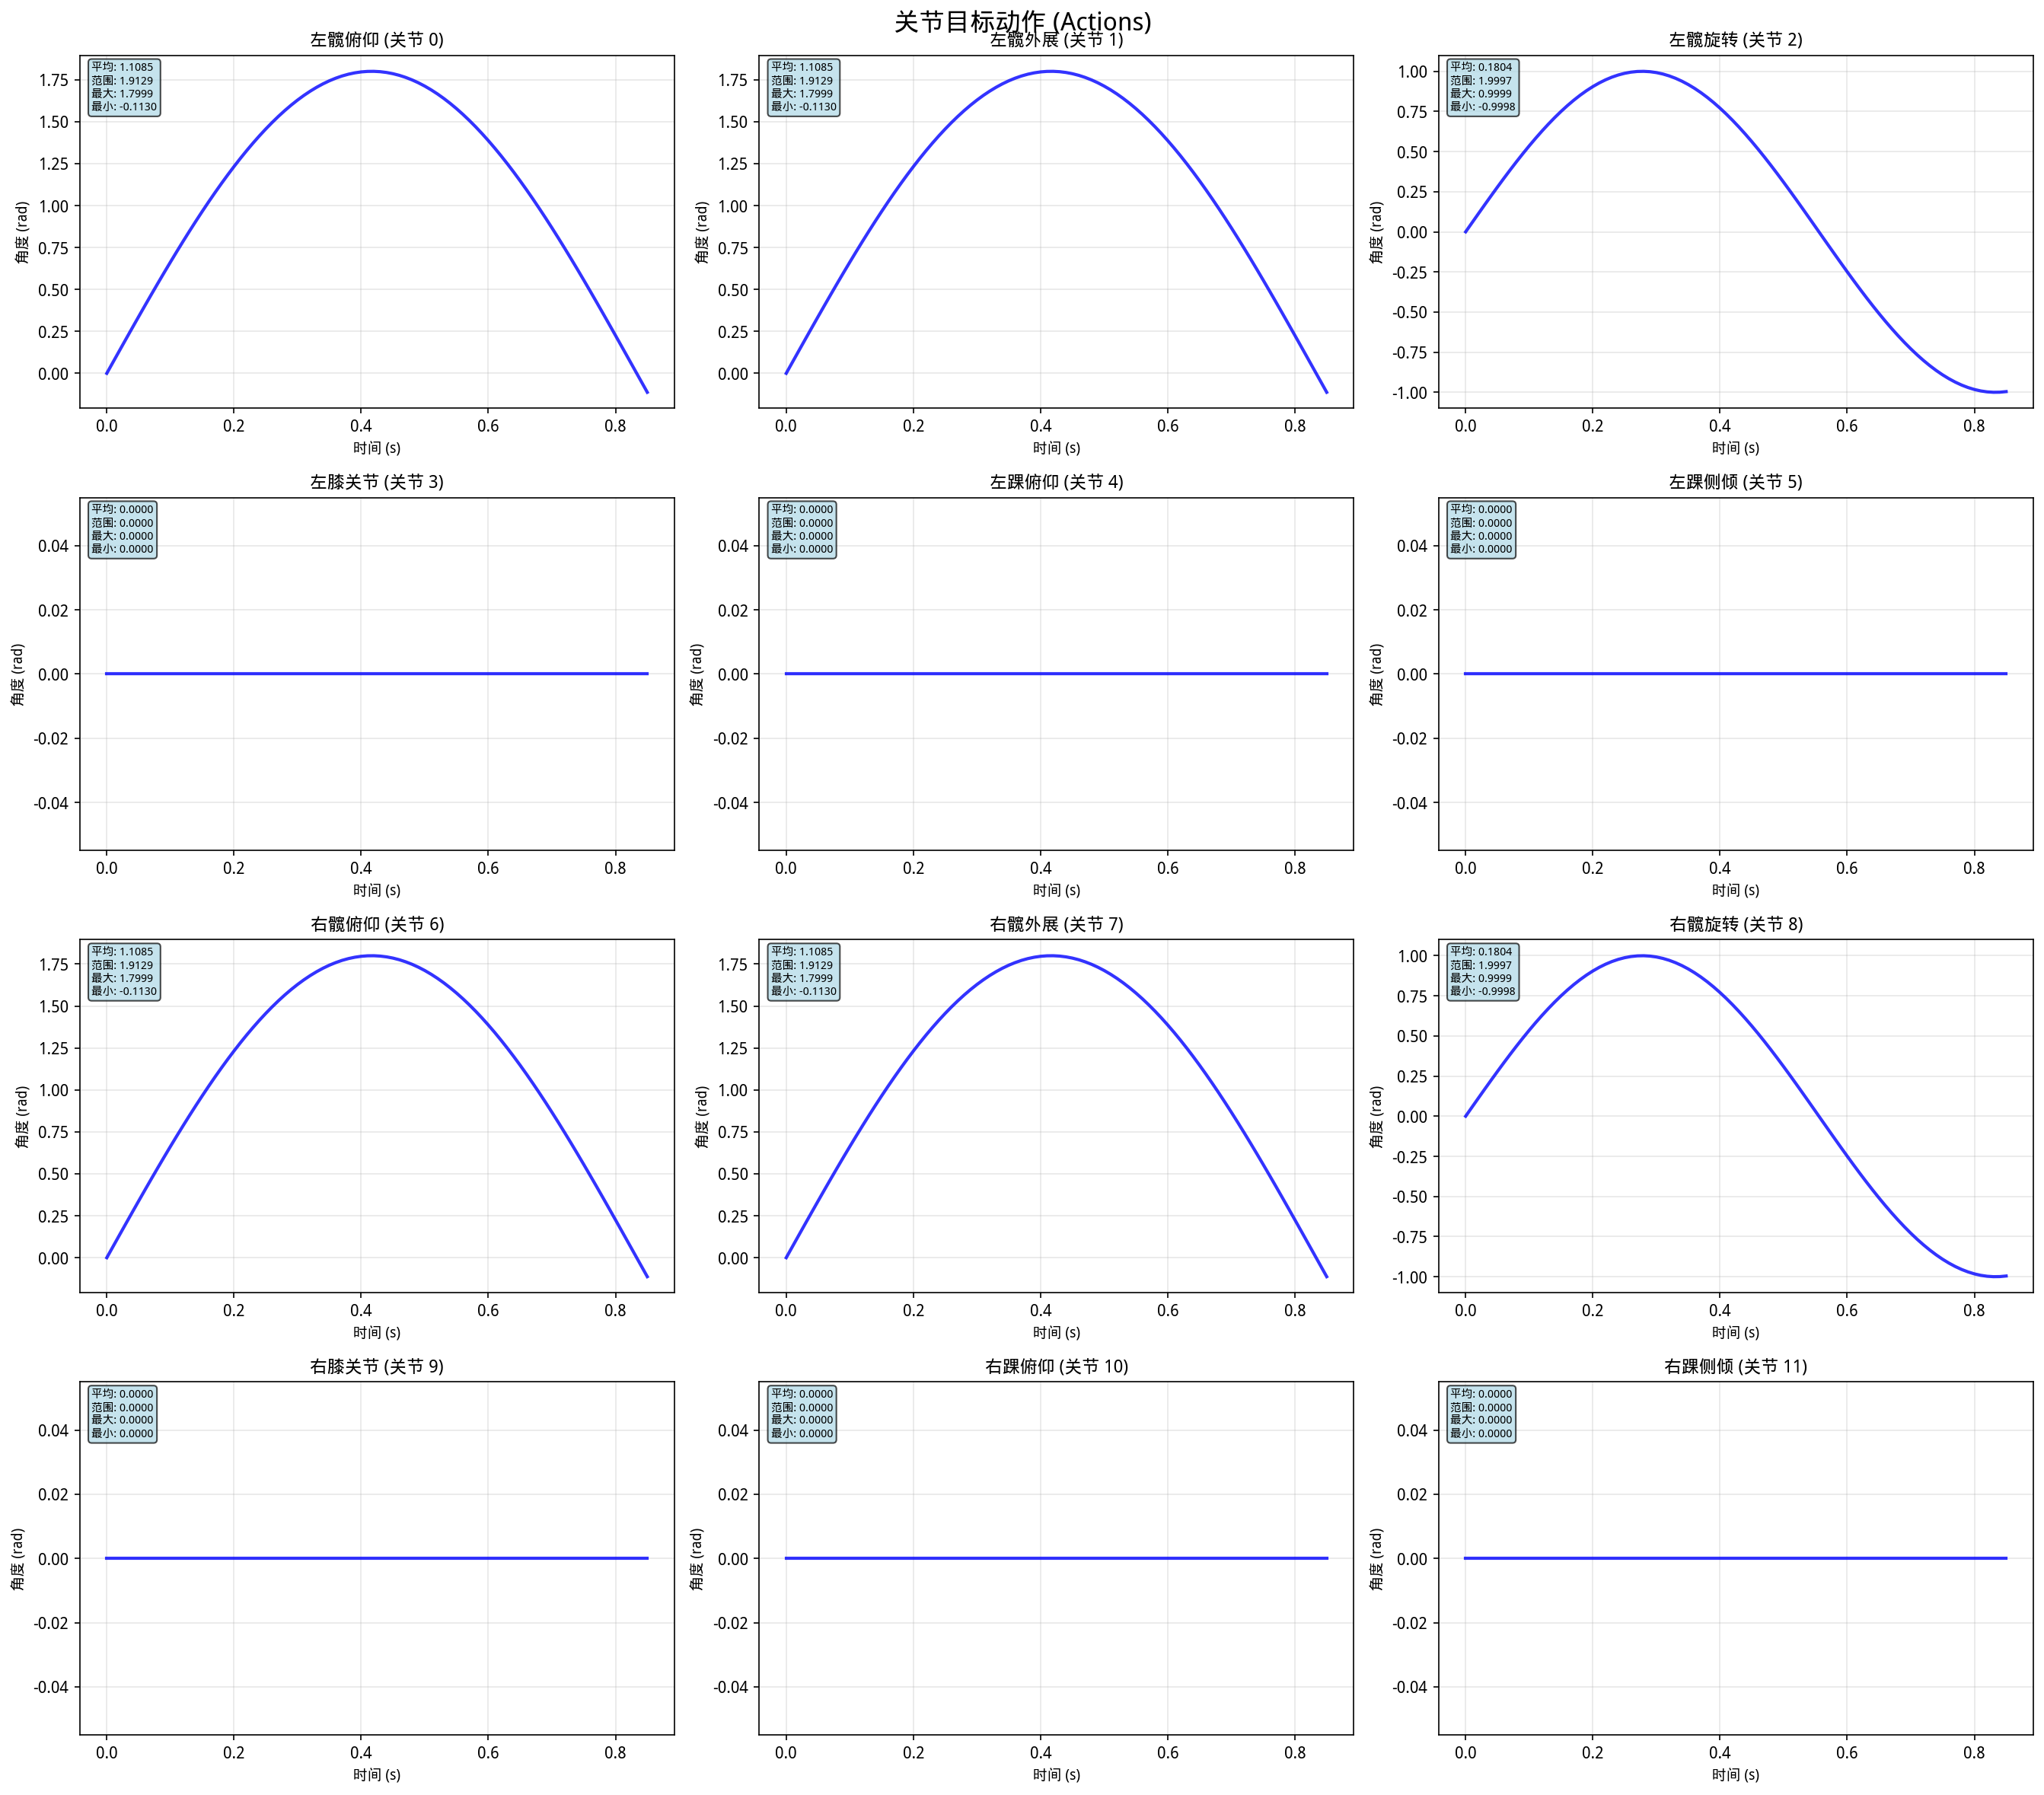 关节目标动作 (Actions)
左髋俯仰 (关节 0)
平均: 1.1085
范围: 1.9129
最大: 1.7999
最小: -0.1130
1.75
1.50
1.25
1.00
0.75
0.50
0.25
0.00
角度 (rad)
0.0 0.2 0.4 0.6 0.8
时间 (s)
左髋外展 (关节 1)
平均: 1.1085
范围: 1.9129
最大: 1.7999
最小: -0.1130
1.75
1.50
1.25
1.00
0.75
0.50
0.25
0.00
角度 (rad)
0.0 0.2 0.4 0.6 0.8
时间 (s)
左髋旋转 (关节 2)
平均: 0.1804
范围: 1.9997
最大: 0.9999
最小: -0.9998
1.00
0.75
0.50
0.25
0.00
-0.25
-0.50
-0.75
-1.00
角度 (rad)
0.0 0.2 0.4 0.6 0.8
时间 (s)
左膝关节 (关节 3)
平均: 0.0000
范围: 0.0000
最大: 0.0000
最小: 0.0000
0.04
0.02
0.00
-0.02
-0.04
角度 (rad)
0.0 0.2 0.4 0.6 0.8
时间 (s)
左踝俯仰 (关节 4)
平均: 0.0000
范围: 0.0000
最大: 0.0000
最小: 0.0000
0.04
0.02
0.00
-0.02
-0.04
角度 (rad)
0.0 0.2 0.4 0.6 0.8
时间 (s)
左踝侧倾 (关节 5)
平均: 0.0000
范围: 0.0000
最大: 0.0000
最小: 0.0000
0.04
0.02
0.00
-0.02
-0.04
角度 (rad)
0.0 0.2 0.4 0.6 0.8
时间 (s)
右髋俯仰 (关节 6)
平均: 1.1085
范围: 1.9129
最大: 1.7999
最小: -0.1130
1.75
1.50
1.25
1.00
0.75
0.50
0.25
0.00
角度 (rad)
0.0 0.2 0.4 0.6 0.8
时间 (s)
右髋外展 (关节 7)
平均: 1.1085
范围: 1.9129
最大: 1.7999
最小: -0.1130
1.75
1.50
1.25
1.00
0.75
0.50
0.25
0.00
角度 (rad)
0.0 0.2 0.4 0.6 0.8
时间 (s)
右髋旋转 (关节 8)
平均: 0.1804
范围: 1.9997
最大: 0.9999
最小: -0.9998
1.00
0.75
0.50
0.25
0.00
-0.25
-0.50
-0.75
-1.00
角度 (rad)
0.0 0.2 0.4 0.6 0.8
时间 (s)
右膝关节 (关节 9)
平均: 0.0000
范围: 0.0000
最大: 0.0000
最小: 0.0000
0.04
0.02
0.00
-0.02
-0.04
角度 (rad)
0.0 0.2 0.4 0.6 0.8
时间 (s)
右踝俯仰 (关节 10)
平均: 0.0000
范围: 0.0000
最大: 0.0000
最小: 0.0000
0.04
0.02
0.00
-0.02
-0.04
角度 (rad)
0.0 0.2 0.4 0.6 0.8
时间 (s)
右踝侧倾 (关节 11)
平均: 0.0000
范围: 0.0000
最大: 0.0000
最小: 0.0000
0.04
0.02
0.00
-0.02
-0.04
角度 (rad)
0.0 0.2 0.4 0.6 0.8
时间 (s)